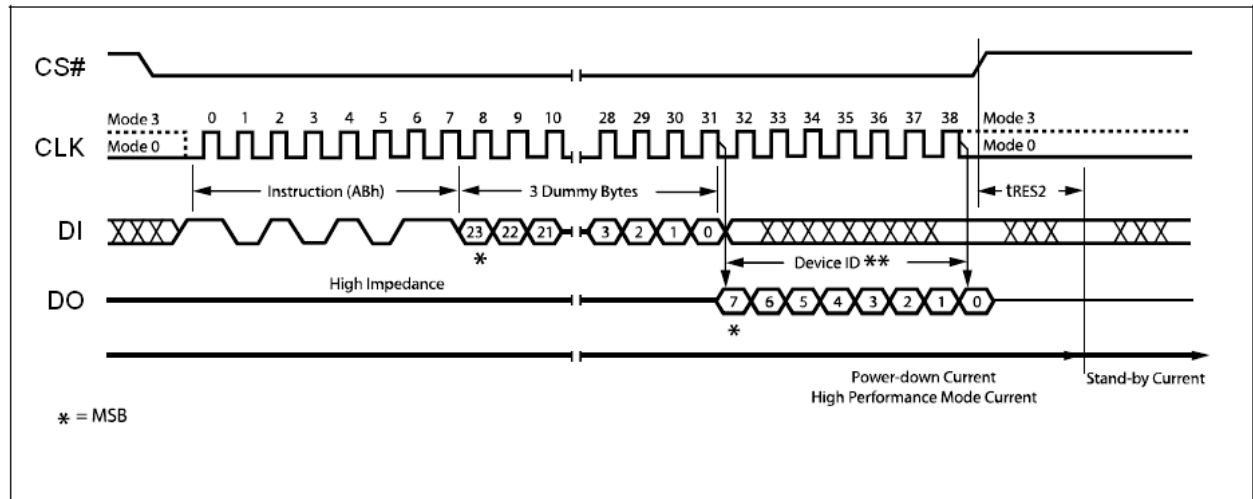 CS#
Mode 3 0 1 2 3 4 5 6 7 8 9 10 28 29 30 31 32 33 34 35 36 37 38 Mode 3
CLK Mode 0 Mode 0
Instruction (ABh) 3 Dummy Bytes tRES2
DI 23 22 21 3 2 1 0
* Device ID **
High Impedance
DO 7 6 5 4 3 2 1 0
*
Power-down Current Stand-by Current
High Performance Mode Current
* = MSB